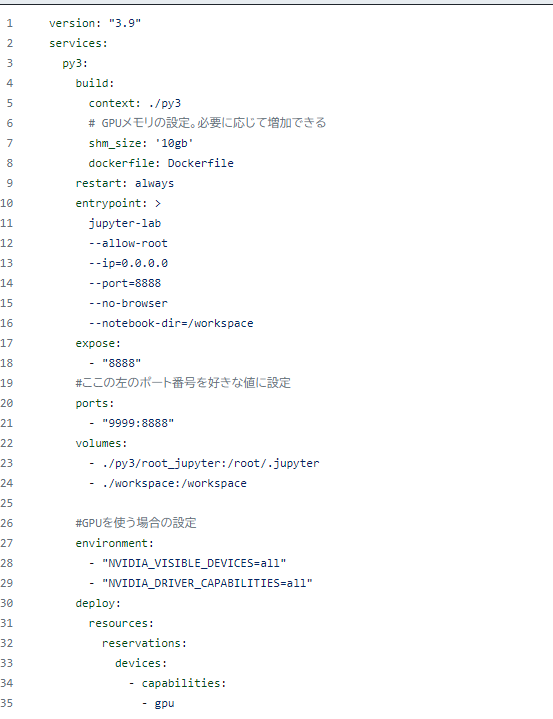 1 version: "3.9"
2 services:
3   py3:
4     build:
5       context: ./py3
6       # GPUメモリの設定。必要に応じて増加できる
7       shm_size: '10gb'
8       dockerfile: Dockerfile
9     restart: always
10     entrypoint: >
11       jupyter-lab
12       --allow-root
13       --ip=0.0.0.0
14       --port=8888
15       --no-browser
16       --notebook-dir=/workspace
17     expose:
18       - "8888"
19     #ここの左のポート番号を好きな値に設定
20     ports:
21       - "9999:8888"
22     volumes:
23       - ./py3/root_jupyter:/root/.jupyter
24       - ./workspace:/workspace
25
26     #GPUを使う場合の設定
27     environment:
28       - "NVIDIA_VISIBLE_DEVICES=all"
29       - "NVIDIA_DRIVER_CAPABILITIES=all"
30     deploy:
31       resources:
32         reservations:
33           devices:
34             - capabilities:
35               - gpu